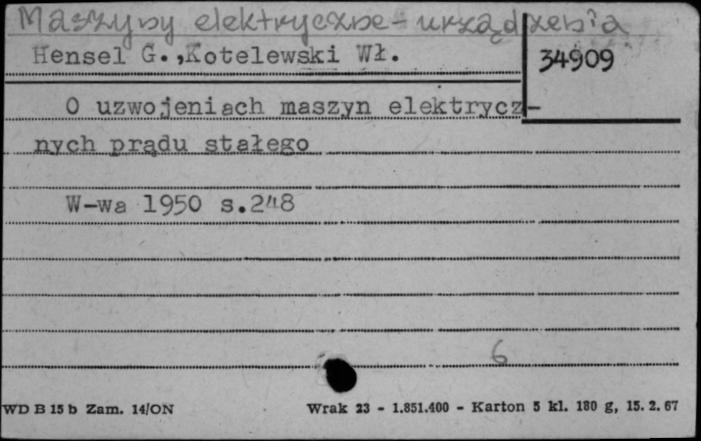 Maszyny elektryczne - urządzenia
Hensel G.,Kotelewski Wł.
34909
O uzwojeniach maszyn elektrycz-
nych prądu stałego
W-wa 1950 s.248
6
WD B 15 b Zam. 14/ON
Wrak 23 - 1.851.400 - Karton 5 kl. 180 g, 15. 2. 67